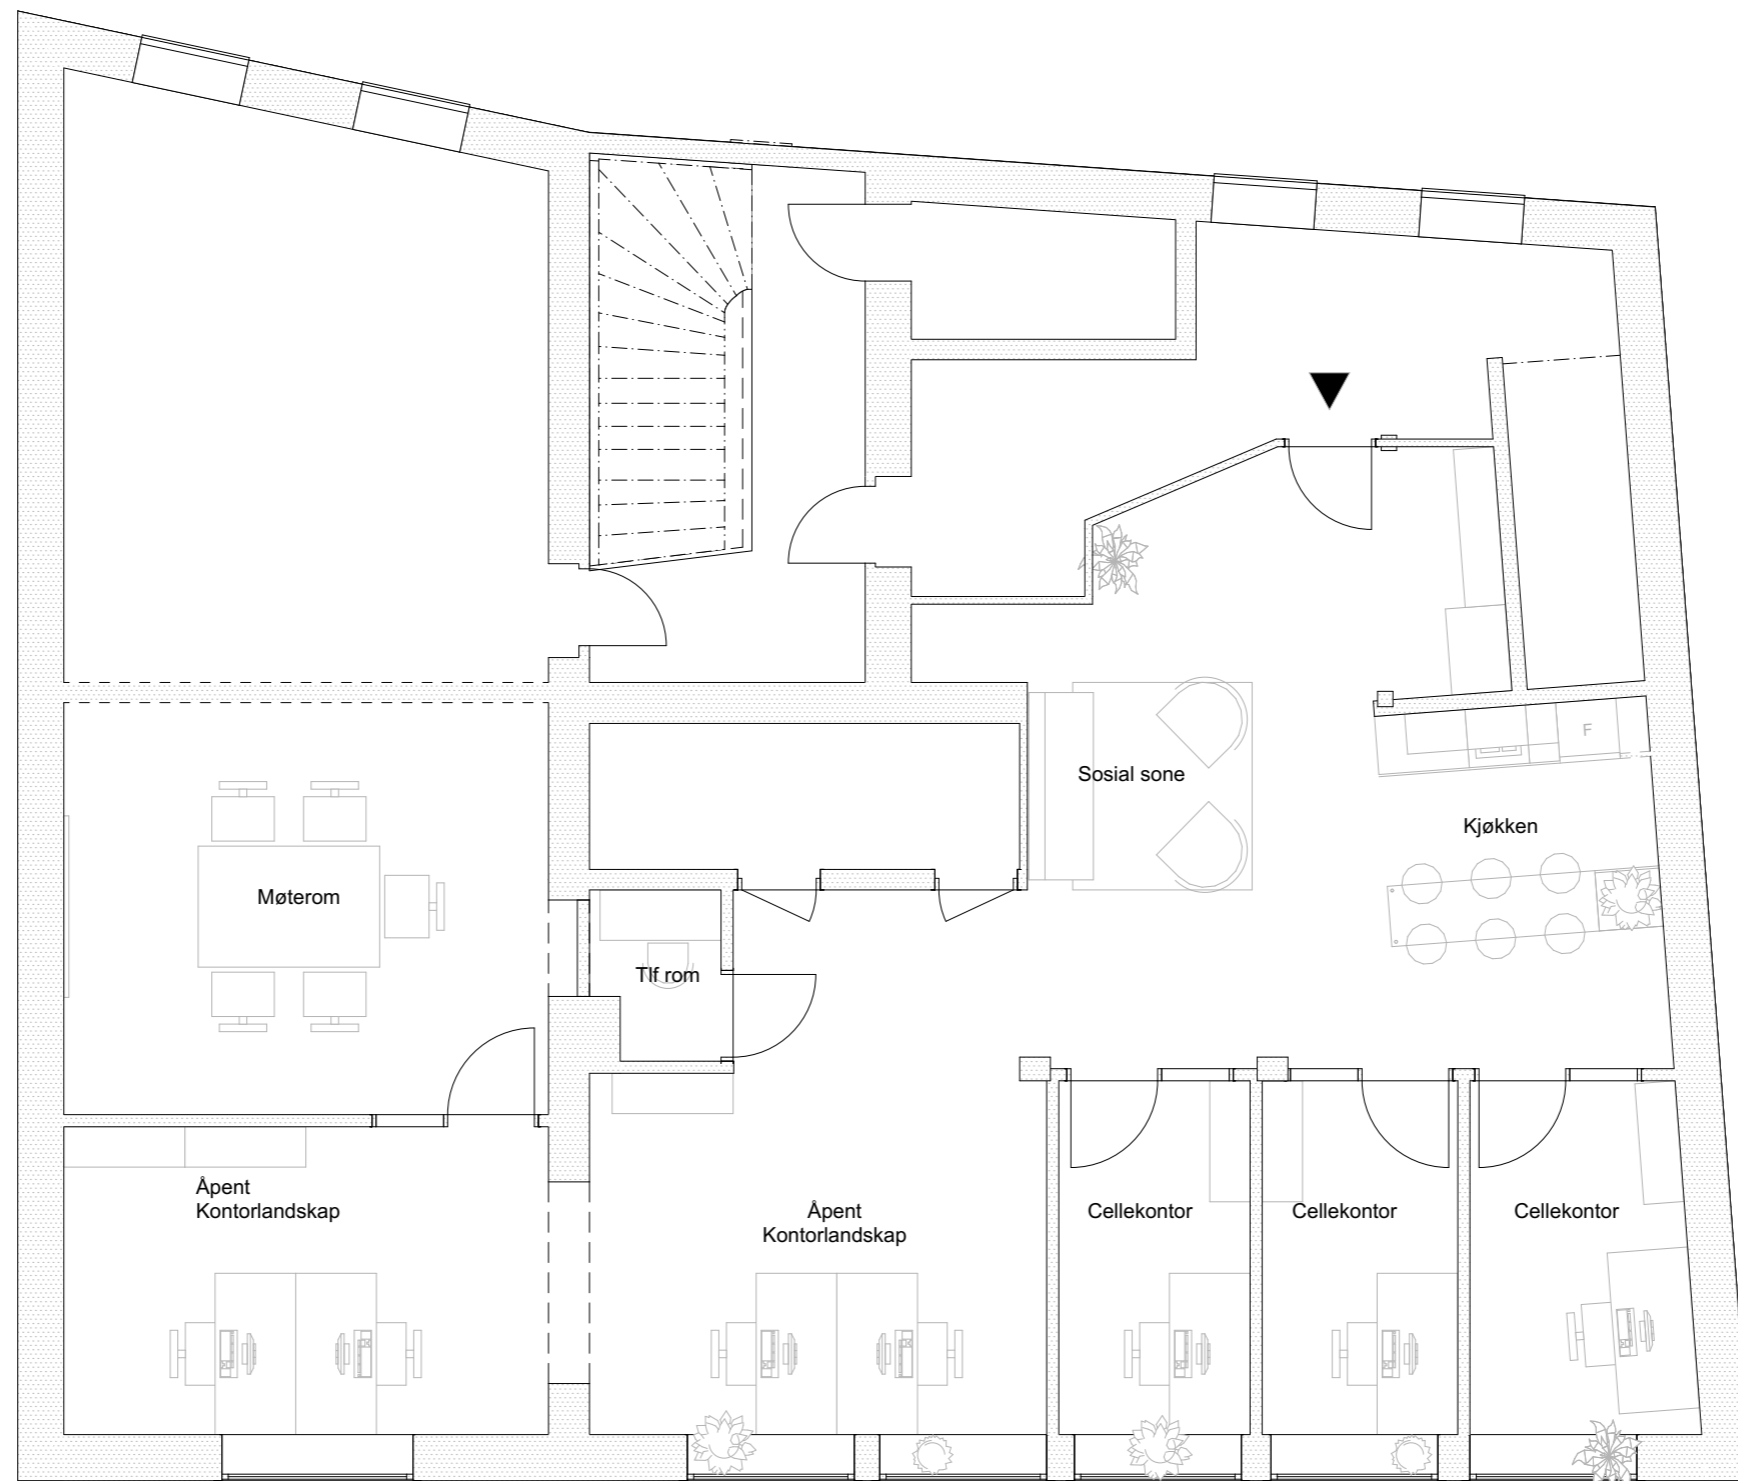 Sosial sone
F
Kjøkken
Møterom
Tlf rom
Åpent
Kontorlandskap
Åpent
Kontorlandskap
Cellekontor
Cellekontor
Cellekontor